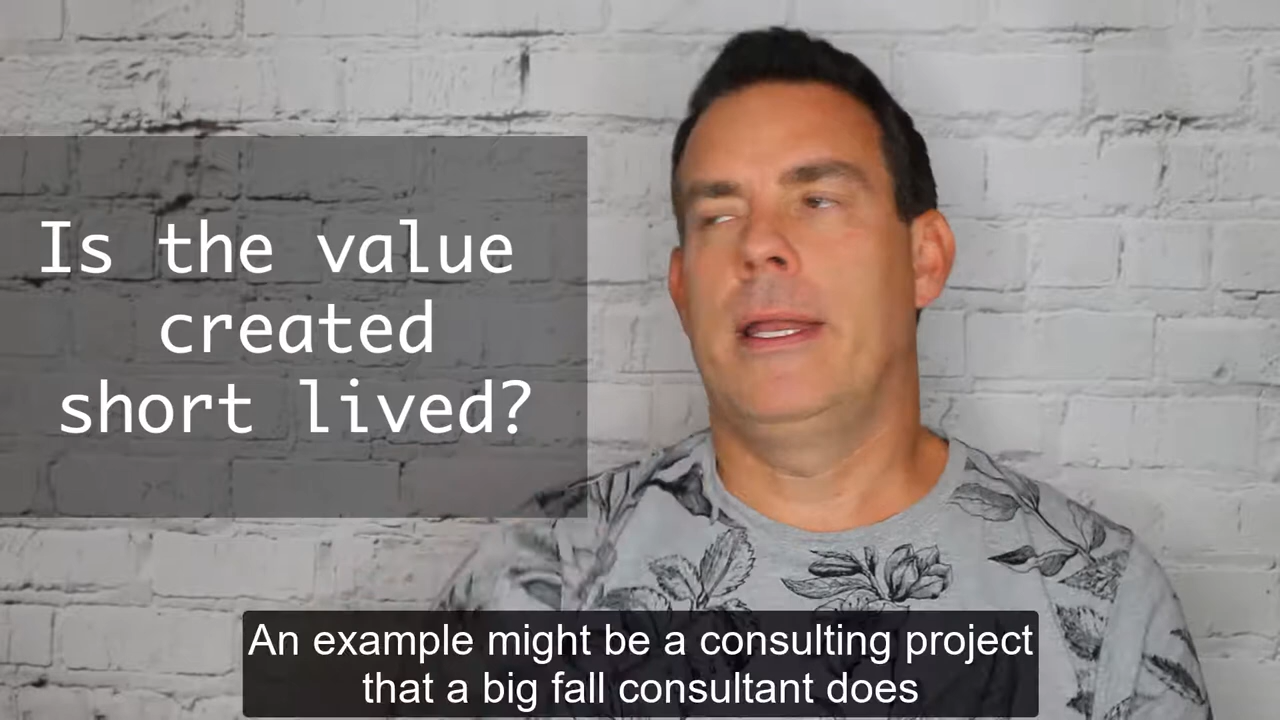 Is the value
created
short lived?
An example might be a consulting project
that a big fall consultant does